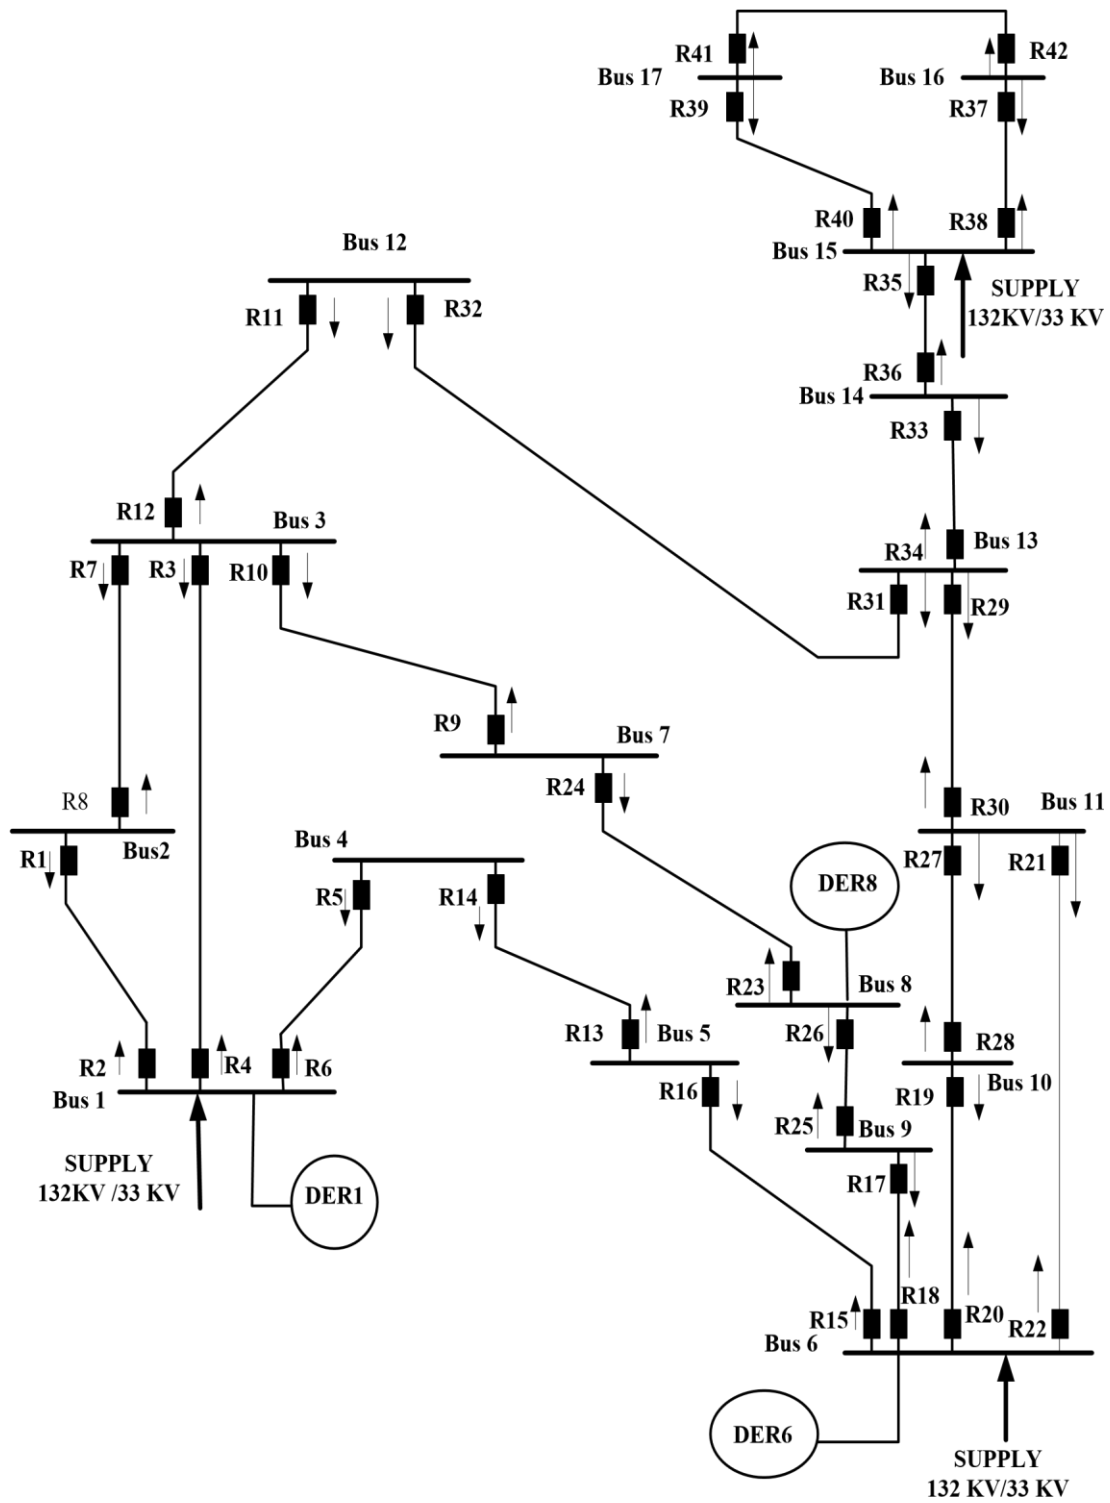 R41
R42
Bus 17
Bus 16
R39
R37
R40
R38
Bus 15
Bus 12
R35
SUPPLY
132KV/33 KV
R11
R32
R36
Bus 14
R33
R12
Bus 3
R34
Bus 13
R7
R3
R10
R31
R29
R9
Bus 7
R24
R8
R30
Bus 11
Bus2
R1
Bus 4
R27
R21
R5
R14
DER8
R23
Bus 8
R13
Bus 5
R26
R28
R2
R4
R6
Bus 1
R16
R19
Bus 10
R25
Bus 9
SUPPLY
132KV /33 KV
DER1
R17
R18
R15
R20
R22
Bus 6
DER6
SUPPLY
132 KV/33 KV